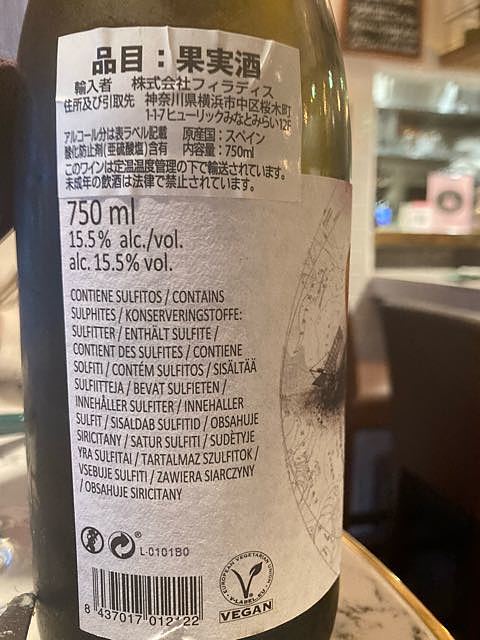 品目：果実酒
輸入者 株式会社フィラディス
住所及び引取先 神奈川県横浜市中区桜木町
1-1-7ヒューリックみなとみらい12F
アルコール分は表ラベル記載 原産国：スペイン
酸化防止剤(亜硫酸塩)含有 内容量：750ml
このワインは定温温度管理の下で輸送されています。
未成年の飲酒は法律で禁止されています。
750 ml
15.5% alc./vol.
alc. 15.5% vol.
CONTIENE SULFITOS / CONTAINS
SULPHITES / KONSERVERINGSTOFFE:
SULFITTER / ENTHÄLT SULFITE /
CONTIENT DES SULFITES / CONTIENE
SOLFITI / CONTÉM SULFITOS / SISÄLTÄÄ
SULFIITTEJA / BEVAT SULFIETEN /
INNEHÅLLER SULFITER / INNEHALLER
SULFIT / SISALDAB SULFITID / OBSAHUJE
SIRICITANY / SATUR SULFITI / SUDĖTYJE
YRA SULFITAI / TARTALMAZ SZULFITOK /
VSEBUJE SULFITI / ZAWIERA SIARCZYNY
/ OBSAHUJE SIRICITANY
L-0101B0
8 437017 012122
EUROPEAN VEGETARIAN UNION
V-LABEL.EU
VEGAN